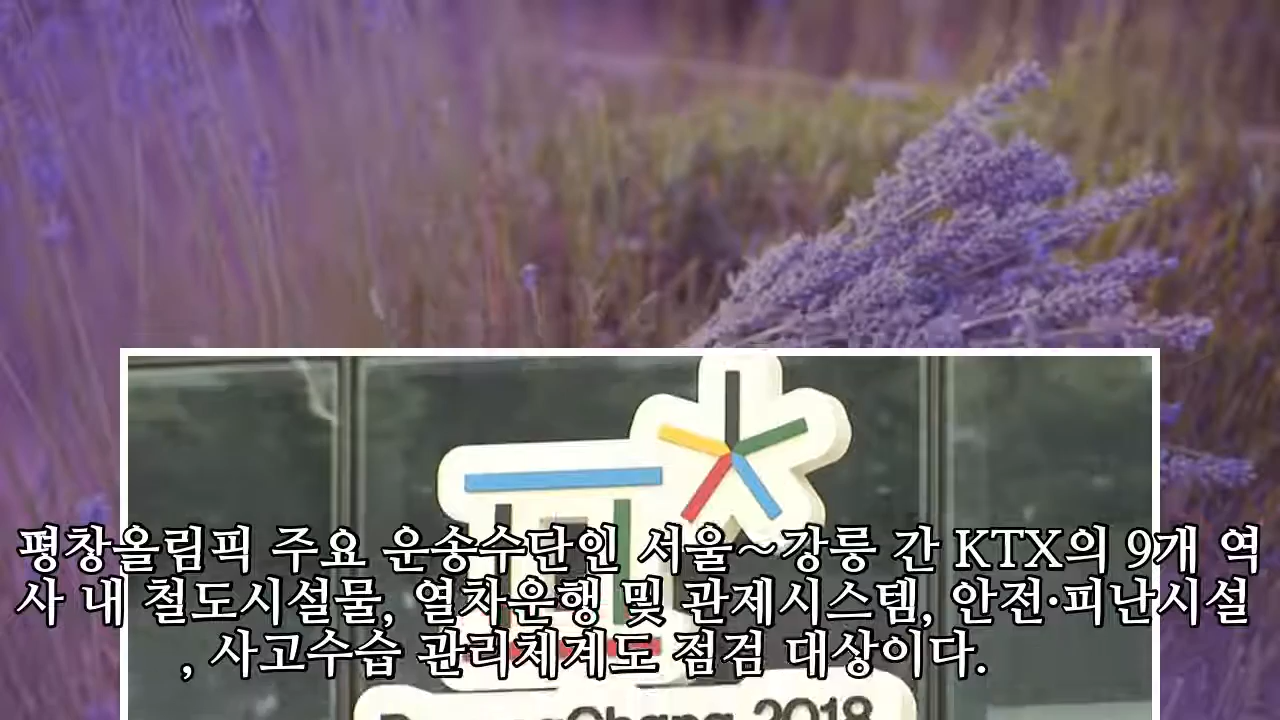 평창올림픽 주요 운송수단인 서울~강릉 간 KTX의 9개 역
사 내 철도시설물, 열차운행 및 관제시스템, 안전·피난시설
, 사고수습 관리체계도 점검 대상이다.
PyeongChang 2018